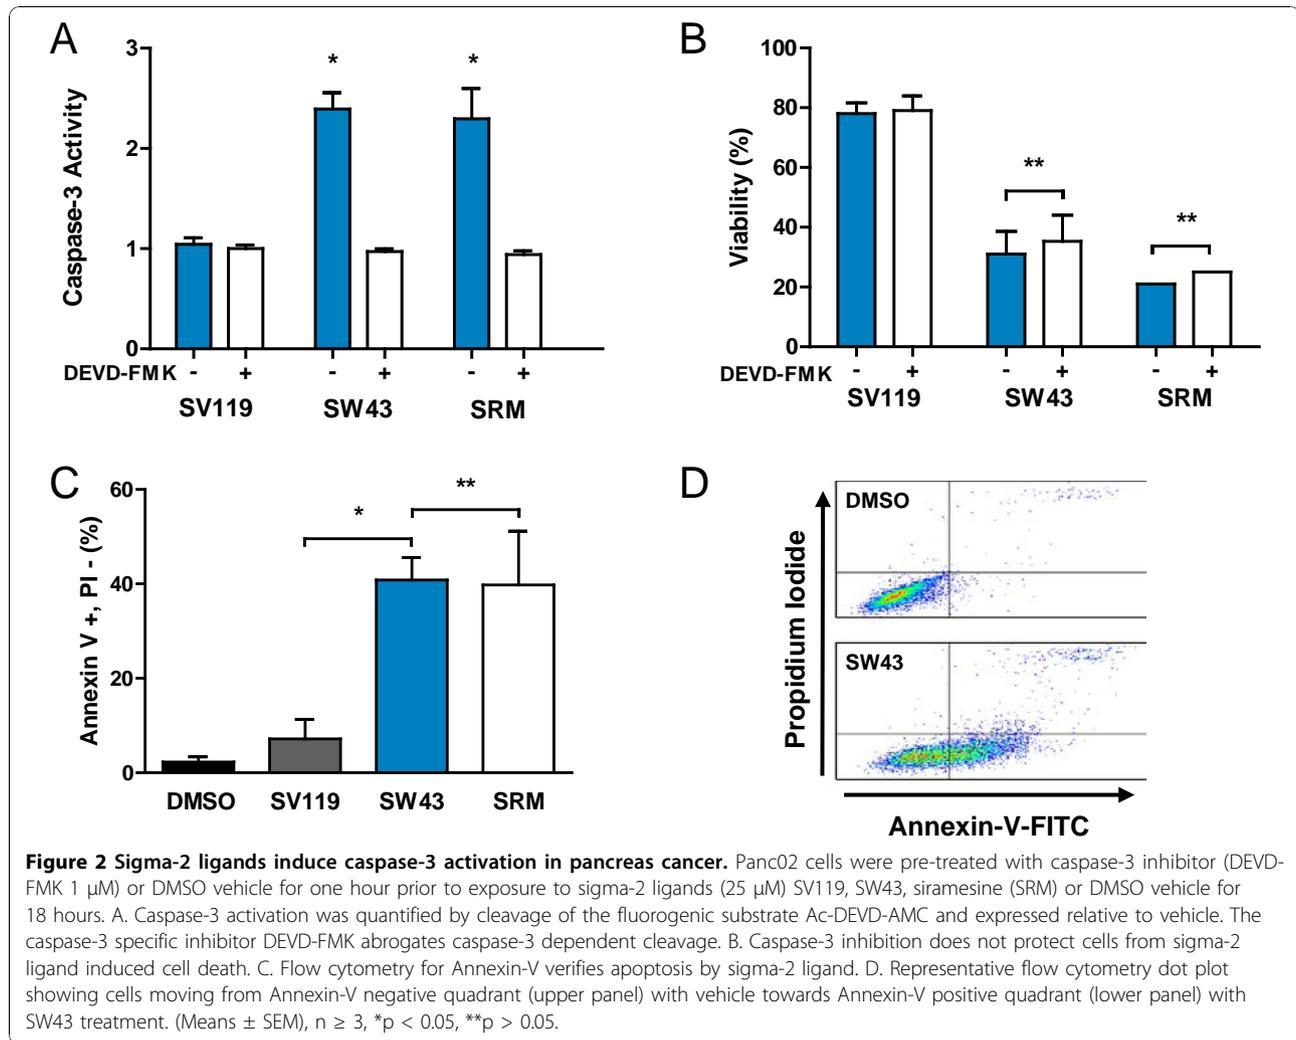 A
3
2
1
0
Caspase-3 Activity
*
*
DEVD-FMK - + - + - +
SV119 SW43 SRM
B
100
80
60
40
20
0
Viability (%)
**
**
DEVD-FMK - + - + - +
SV119 SW43 SRM
C
60
40
20
0
Annexin V +, PI - (%)
*
**
DMSO SV119 SW43 SRM
D
DMSO
SW43
Propidium Iodide
Annexin-V-FITC
Figure 2 Sigma-2 ligands induce caspase-3 activation in pancreas cancer. Panc02 cells were pre-treated with caspase-3 inhibitor (DEVD-
FMK 1 μM) or DMSO vehicle for one hour prior to exposure to sigma-2 ligands (25 μM) SV119, SW43, siramesine (SRM) or DMSO vehicle for
18 hours. A. Caspase-3 activation was quantified by cleavage of the fluorogenic substrate Ac-DEVD-AMC and expressed relative to vehicle. The
caspase-3 specific inhibitor DEVD-FMK abrogates caspase-3 dependent cleavage. B. Caspase-3 inhibition does not protect cells from sigma-2
ligand induced cell death. C. Flow cytometry for Annexin-V verifies apoptosis by sigma-2 ligand. D. Representative flow cytometry dot plot
showing cells moving from Annexin-V negative quadrant (upper panel) with vehicle towards Annexin-V positive quadrant (lower panel) with
SW43 treatment. (Means ± SEM), n ≥ 3, *p < 0.05, **p > 0.05.